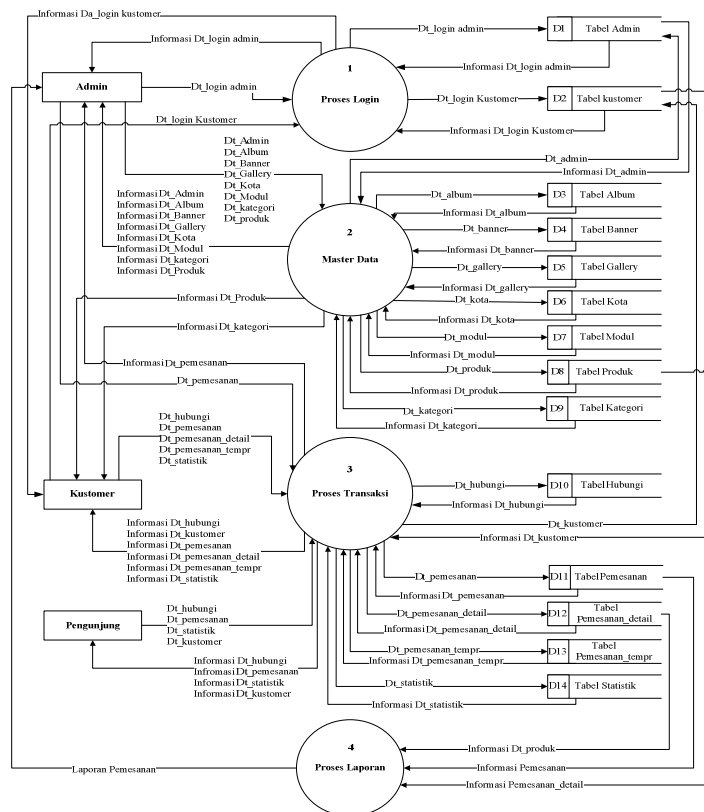 Informasi Da_login kustomer
Informasi Dt_login admin
Dt_login admin
D1 Tabel Admin
1
Informasi Dt_login admin
Admin
Dt_login admin
Proses Login
Dt_login Kustomer
D2 Tabel kustomer
Dt_login Kustomer
Informasi Dt_login Kustomer
Dt_Admin
Dt_Album
Dt_Banner
Dt_Gallery
Dt_Kota
Dt_Modul
Dt_kategori
Dt_produk
Dt_admin
Informasi Dt_admin
Informasi Dt_Admin
Informasi Dt_Album
Informasi Dt_Banner
Informasi Dt_Gallery
Informasi Dt_Kota
Informasi Dt_Modul
Informasi Dt_kategori
Informasi Dt_Produk
2
Master Data
Dt_album
D3 Tabel Album
Informasi Dt_album
Dt_banner
D4 Tabel Banner
Informasi Dt_banner
Dt_gallery
D5 Tabel Gallery
Informasi Dt_gallery
Informasi Dt_Produk
Dt_kota
D6 Tabel Kota
Informasi Dt_kota
Informasi Dt_kategori
Dt_modul
D7 Tabel Modul
Informasi Dt_modul
Informasi Dt_pemesanan
Dt_produk
D8 Tabel Produk
Dt_pemesanan
Informasi Dt_produk
Dt_kategori
D9 Tabel Kategori
Informasi Dt_kategori
Dt_hubungi
Dt_pemesanan
Dt_pemesanan_detail
Dt_pemesanan_tempr
Dt_statistik
3
Proses Transaksi
Kustomer
Dt_hubungi
D10 Tabel Hubungi
Informasi Dt_hubungi
Dt_kustomer
Informasi Dt_kustomer
Informasi Dt_hubungi
Informasi Dt_kustomer
Informasi Dt_pemesanan
Informasi Dt_pemesanan_detail
Informasi Dt_pemesanan_tempr
Informasi Dt_statistik
Dt_pemesanan
D11 Tabel Pemesanan
Informasi Dt_pemesanan
Pengunjung
Dt_hubungi
Dt_pemesanan
Dt_statistik
Dt_kustomer
Dt_pemesanan_detail
D12 Tabel
Pemesanan_detail
Informasi Dt_pemesanan_detail
Dt_pemesanan_tempr
D13 Tabel
Pemesanan_tempr
Informasi Dt_pemesanan_tempr
Informasi Dt_hubungi
Informasi Dt_pemesanan
Informasi Dt_statistik
Informasi Dt_kustomer
Dt_statistik
D14 Tabel Statistik
Informasi Dt_statistik
4
Proses Laporan
Informasi Dt_produk
Laporan Pemesanan
Informasi Pemesanan
Informasi Pemesanan_detail